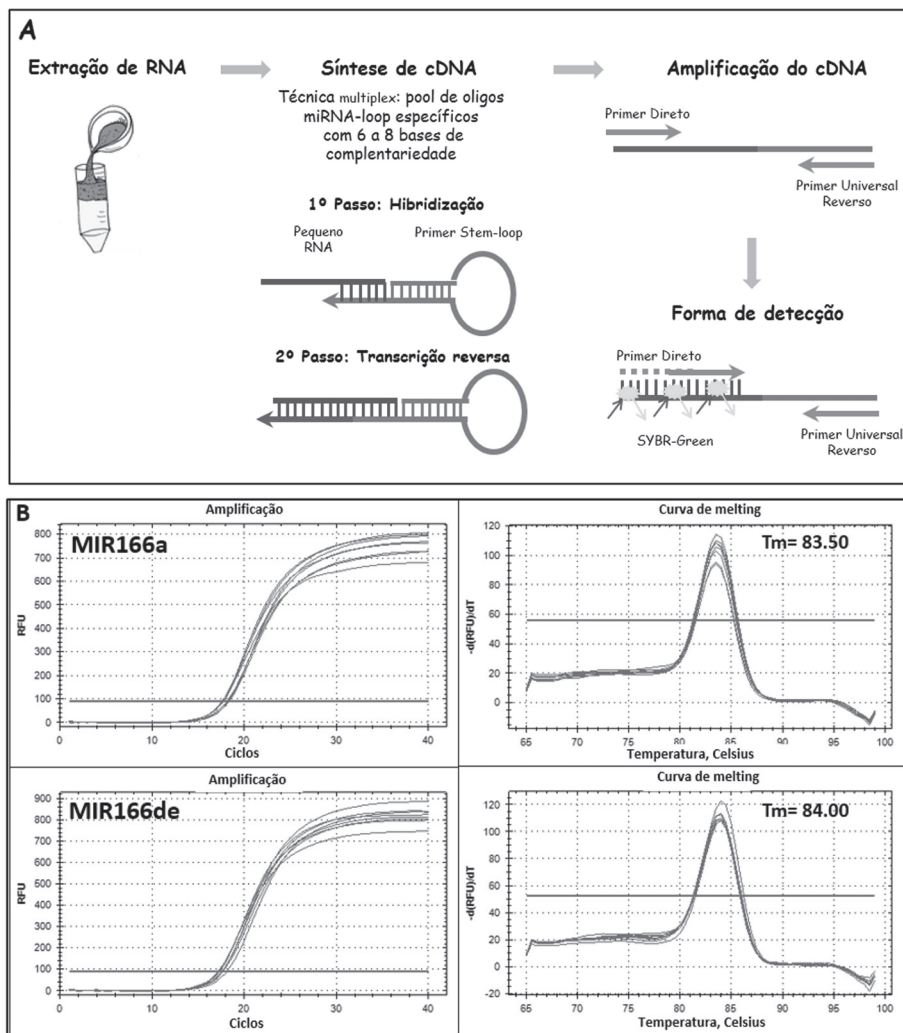 A
Extração de RNA
Síntese de cDNA
Técnica multiplex: pool de oligos
miRNA-loop específicos
com 6 a 8 bases de
complentariedade
1º Passo: Hibridização
Pequeno
RNA
Primer Stem-loop
2º Passo: Transcrição reversa
Amplificação do cDNA
Primer Direto
Primer Universal
Reverso
Forma de detecção
Primer Direto
SYBR-Green
Primer Universal
Reverso
B
Amplificação
MIR166a
RFU
800
700
600
500
400
300
200
100
0
0 10 20 30 40
Ciclos
Curva de melting
Tm= 83.50
-d(RFU)/dT
120
100
80
60
40
20
0
65 70 75 80 85 90 95 100
Temperatura, Celsius
Amplificação
MIR166de
RFU
900
800
700
600
500
400
300
200
100
0
0 10 20 30 40
Ciclos
Curva de melting
Tm= 84.00
-d(RFU)/dT
120
100
80
60
40
20
0
-20
65 70 75 80 85 90 95 100
Temperatura, Celsius